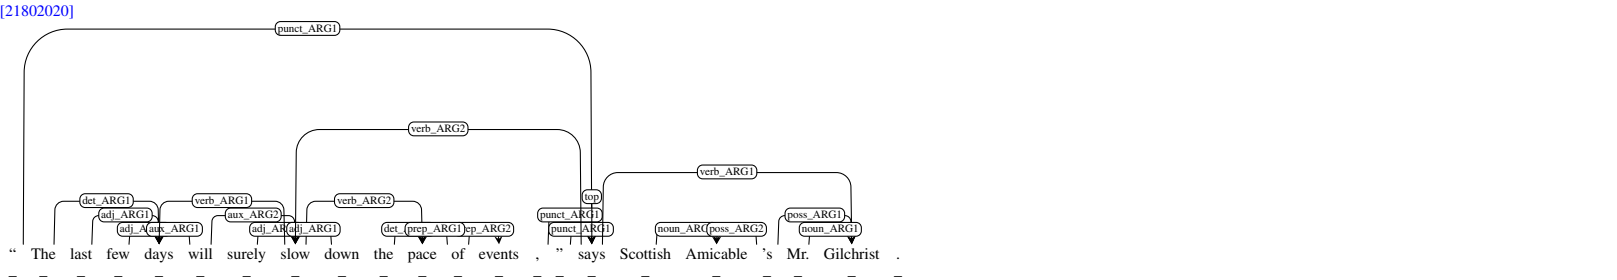 [21802020]
punct_ARG1
verb_ARG2
verb_ARG1
top
det_ARG1 verb_ARG1 verb_ARG2
adj_ARG1 aux_ARG2 punct_ARG1 poss_ARG1
aux_ARG1 adj_ARG1 prep_ARG1 punct_ARG1 poss_ARG2 noun_ARG1
“ The last few days will surely slow down the pace of events , ” says Scottish Amicable ’s Mr. Gilchrist .
_ _ _ _ _ _ _ _ _ _ _ _ _ _ _ _ _ _ _ _ _ _